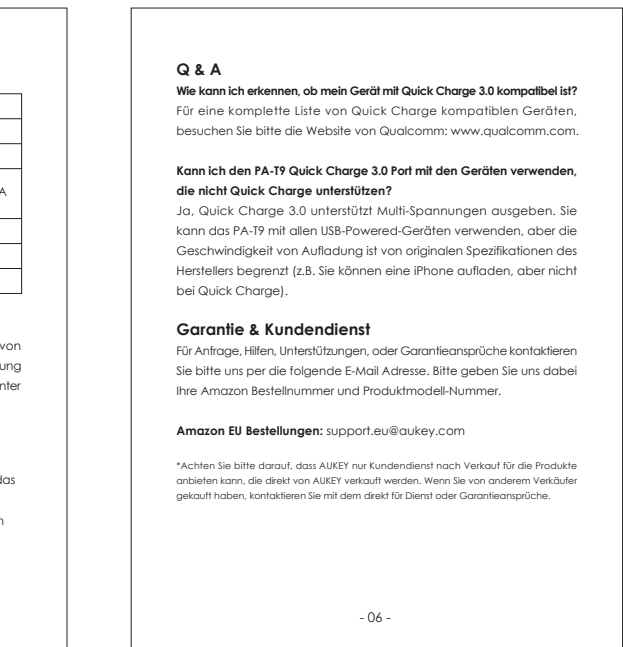 A
von
ung
nter
das
n
Q & A
Wie kann ich erkennen, ob mein Gerät mit Quick Charge 3.0 kompatibel ist?
Für eine komplette Liste von Quick Charge kompatiblen Geräten,
besuchen Sie bitte die Website von Qualcomm: www.qualcomm.com.
Kann ich den PA-T9 Quick Charge 3.0 Port mit den Geräten verwenden,
die nicht Quick Charge unterstützen?
Ja, Quick Charge 3.0 unterstützt Multi-Spannungen ausgeben. Sie
kann das PA-T9 mit allen USB-Powered-Geräten verwenden, aber die
Geschwindigkeit von Aufladung ist von originalen Spezifikationen des
Herstellers begrenzt (z.B. Sie können eine iPhone aufladen, aber nicht
bei Quick Charge).
Garantie & Kundendienst
Für Anfrage, Hilfen, Unterstützungen, oder Garantieansprüche kontaktieren
Sie bitte uns per die folgende E-Mail Adresse. Bitte geben Sie uns dabei
Ihre Amazon Bestellnummer und Produktmodell-Nummer.
Amazon EU Bestellungen: support.eu@aukey.com
*Achten Sie bitte darauf, dass AUKEY nur Kundendienst nach Verkauf für die Produkte
anbieten kann, die direkt von AUKEY verkauft werden. Wenn Sie von anderem Verkäufer
gekauft haben, kontaktieren Sie mit dem direkt für Dienst oder Garantieansprüche.
- 06 -